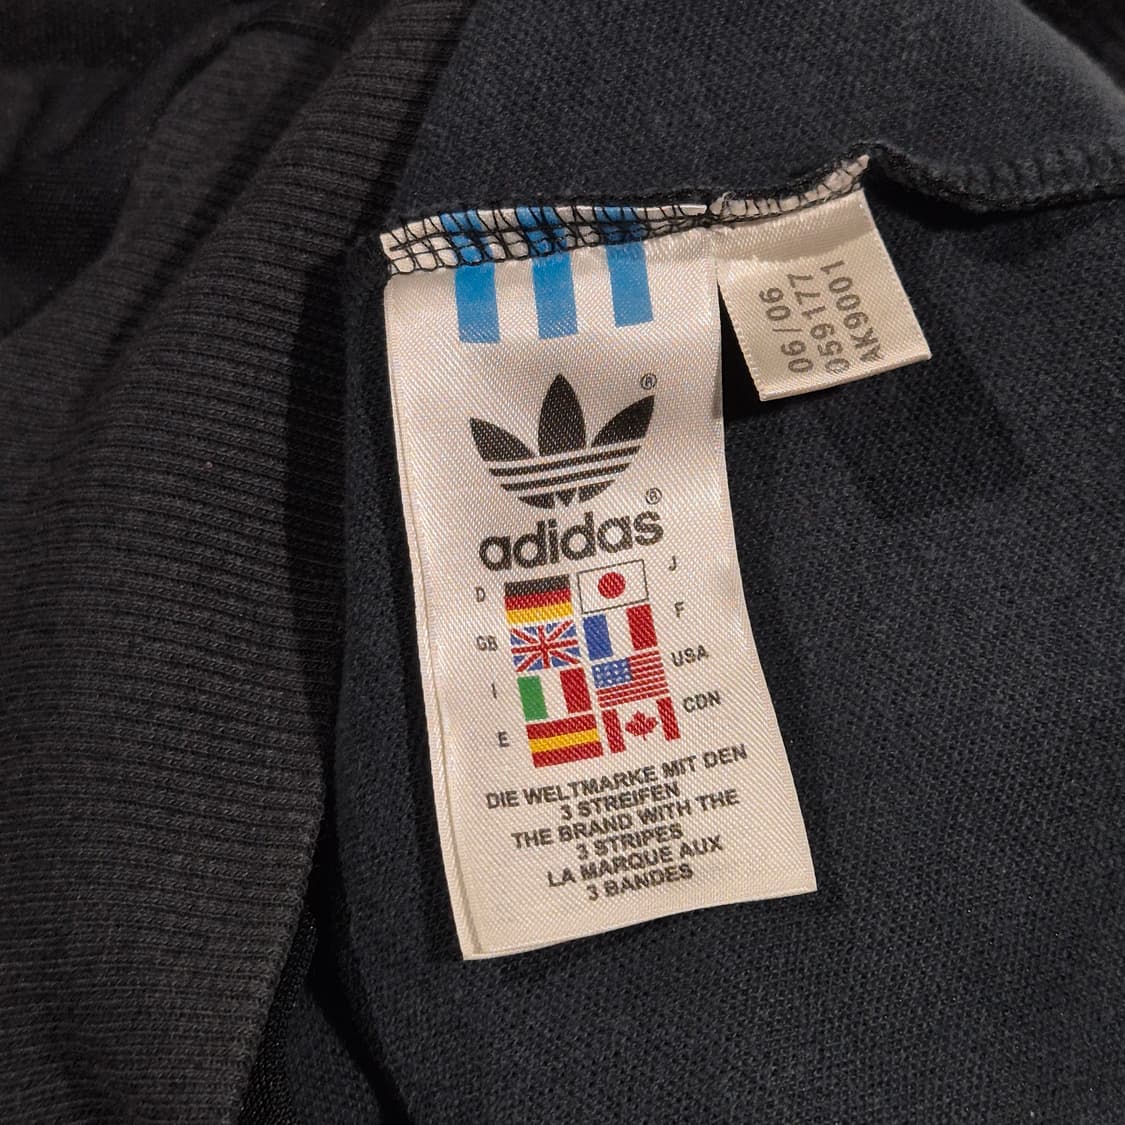 ®
adidas®
D
J
GB
F
I
USA
E
CDN
DIE WELTMARKE MIT DEN
3 STREIFEN
THE BRAND WITH THE
3 STRIPES
LA MARQUE AUX
3 BANDES
06/06
059177
AK9001